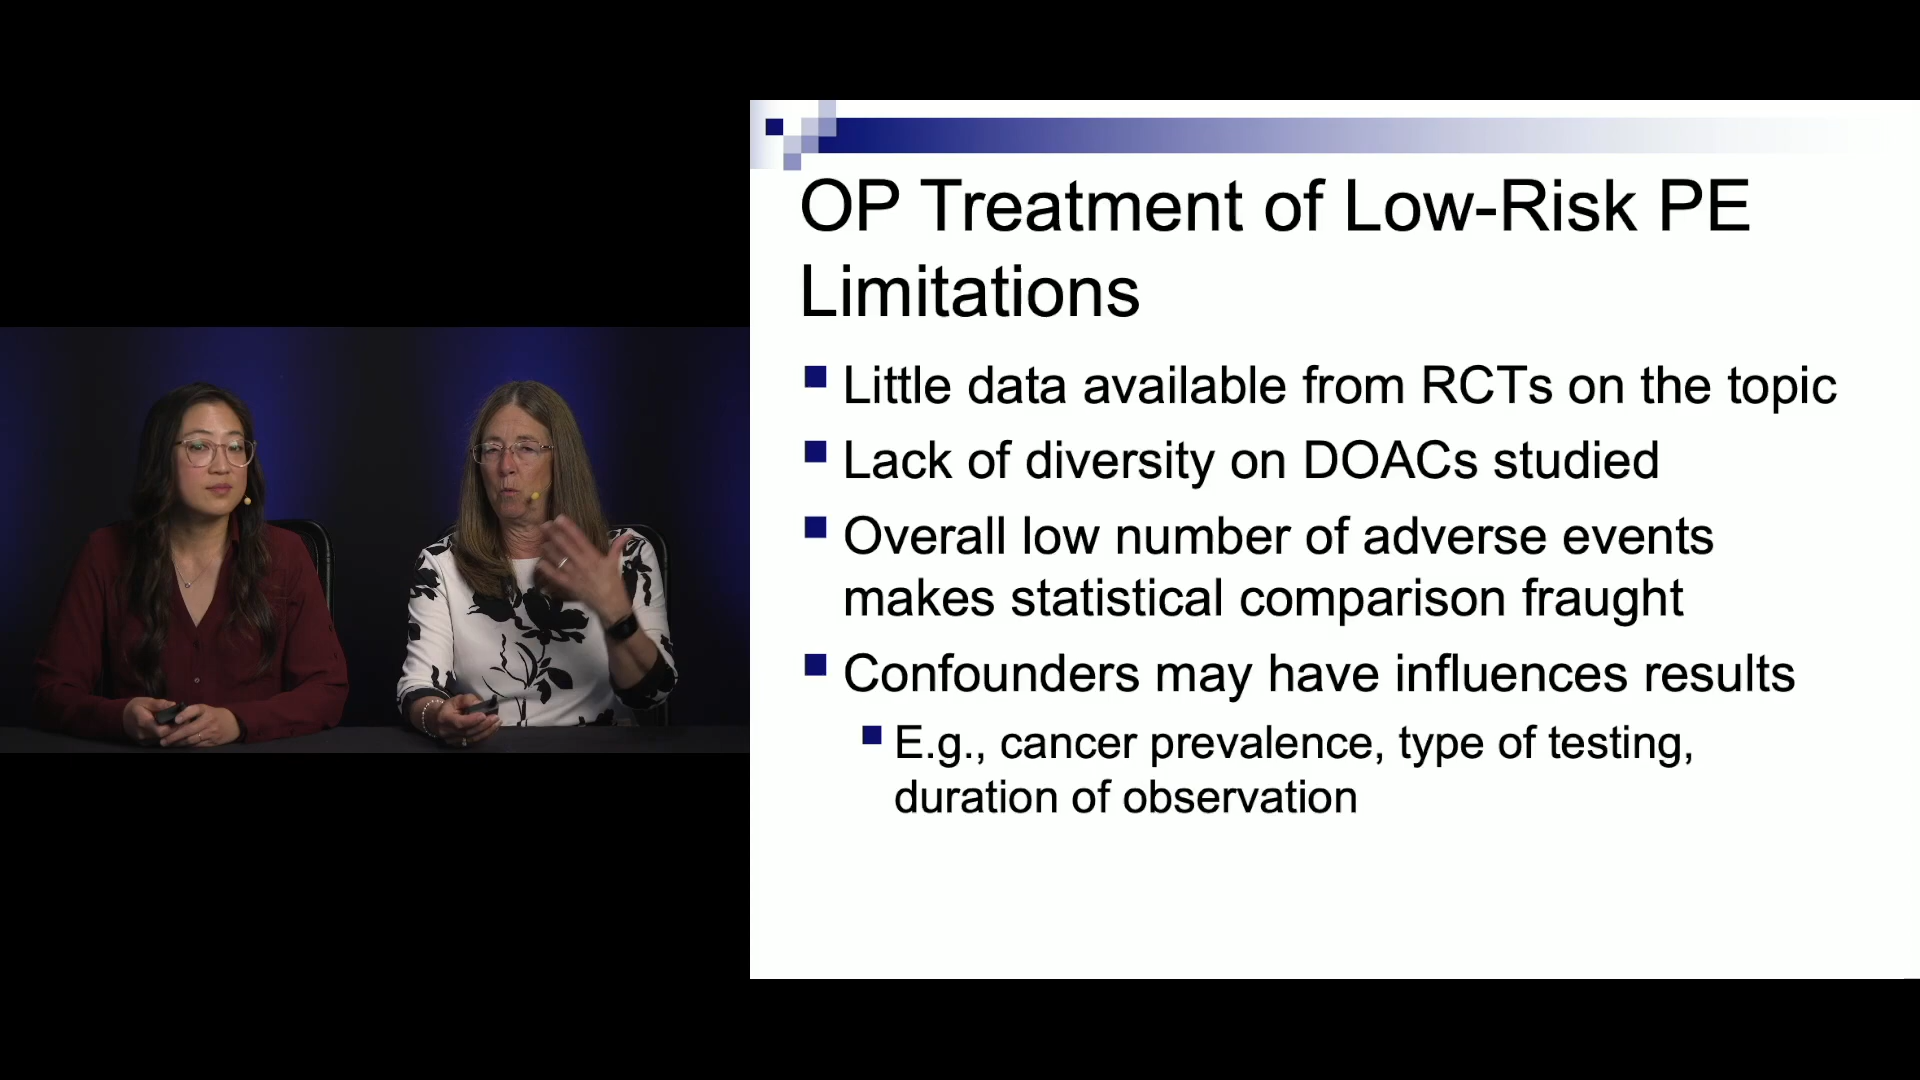 OP Treatment of Low-Risk PE
Limitations
Little data available from RCTs on the topic
Lack of diversity on DOACs studied
Overall low number of adverse events
makes statistical comparison fraught
Confounders may have influences results
E.g., cancer prevalence, type of testing,
duration of observation